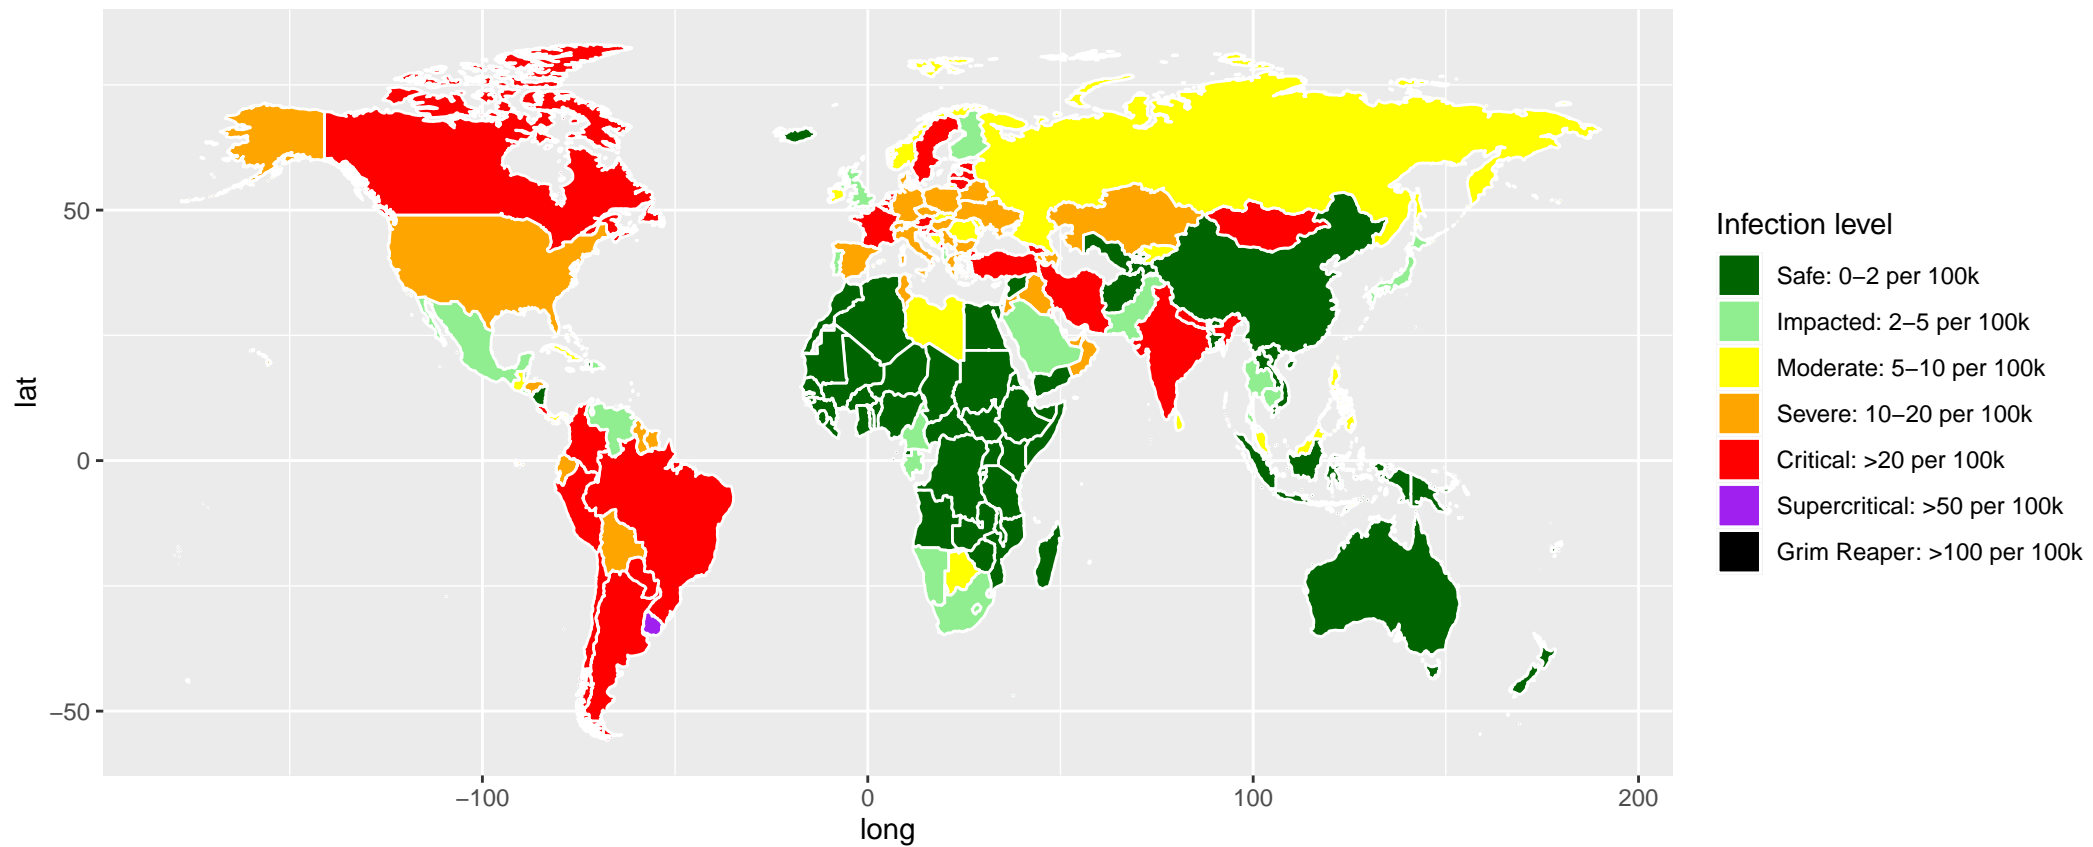 50
0
−50
lat
−100
0
100
200
long
Infection level
Safe: 0−2 per 100k
Impacted: 2−5 per 100k
Moderate: 5−10 per 100k
Severe: 10−20 per 100k
Critical: >20 per 100k
Supercritical: >50 per 100k
Grim Reaper: >100 per 100k